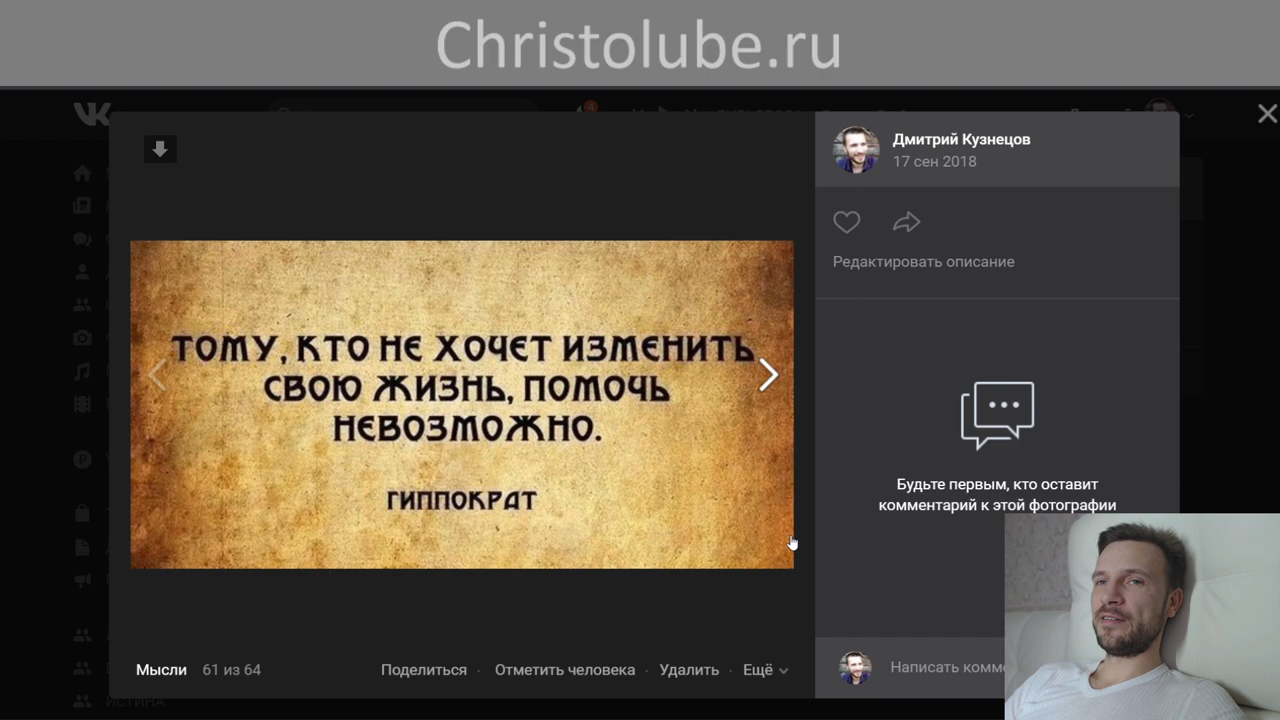 Christolube.ru
Дмитрий Кузнецов
17 сен 2018
Редактировать описание
ТОМУ, КТО НЕ ХОЧЕТ ИЗМЕНИТЬ
СВОЮ ЖИЗНЬ, ПОМОЧЬ
НЕВОЗМОЖНО.
ГИППОКРАТ
Будьте первым, кто оставит
комментарий к этой фотографии
Мысли 61 из 64 Поделиться · Отметить человека · Удалить · Ещё
Написать
ИСТИНА